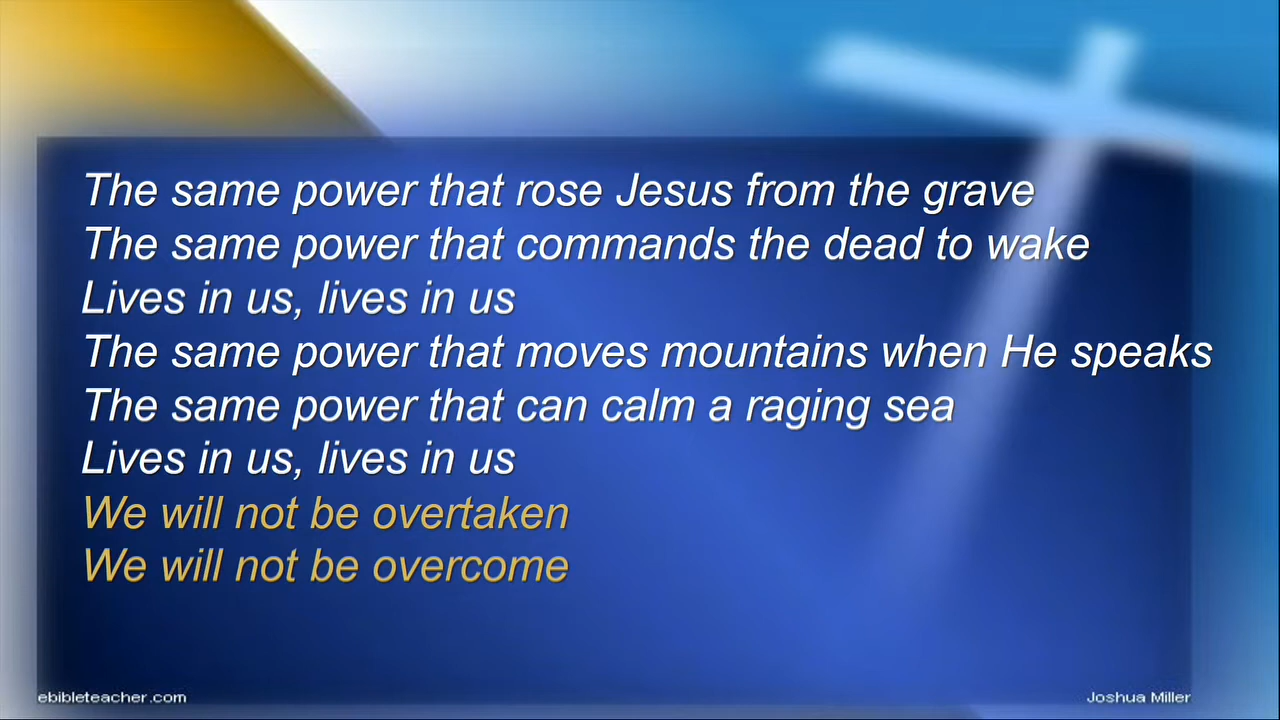 The same power that rose Jesus from the grave
The same power that commands the dead to wake
Lives in us, lives in us
The same power that moves mountains when He speaks
The same power that can calm a raging sea
Lives in us, lives in us
We will not be overtaken
We will not be overcome
ebibleteacher.com
Joshua Miller